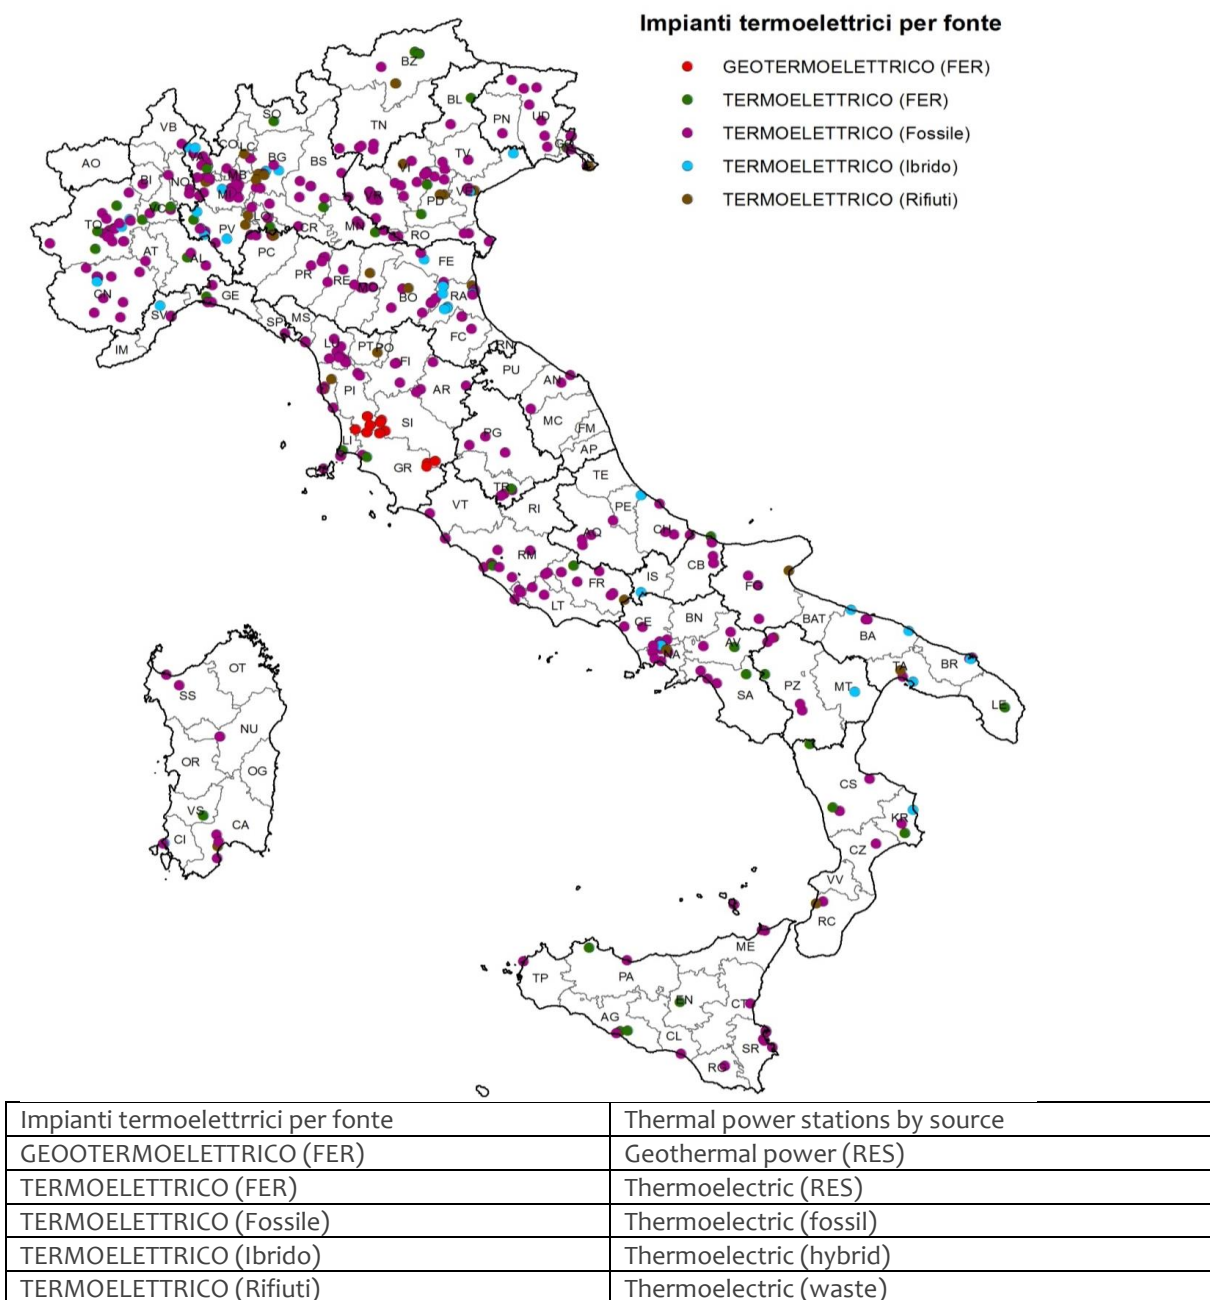 Impianti termoelettrici per fonte
GEOTERMOELETTRICO (FER)
TERMOELETTRICO (FER)
TERMOELETTRICO (Fossile)
TERMOELETTRICO (Ibrido)
TERMOELETTRICO (Rifiuti)
BZ
BL
SO
TN
PN
UD
VB
CO
LC
AO
BG
BS
TV
VI
BI
NO
MB
MI
VR
PD
VE
TO
PV
LO
CR
MN
RO
AT
AL
PC
PR
RE
MO
FE
BO
RA
CN
GE
SV
SP
MS
IM
LU
PT
PO
FI
FC
RN
PU
PI
AR
AN
SI
MC
FM
PG
AP
LI
GR
TR
TE
VT
RI
PE
AQ
CH
RM
CB
IS
FR
LT
FG
CE
BN
BAT
BA
NA
AV
TA
BR
SA
PZ
MT
LE
OT
SS
NU
OR
OG
VS
CA
CI
CS
KR
CZ
VV
RC
ME
TP
PA
EN
CT
AG
CL
SR
RG
Impianti termoelettrrici per fonte
Thermal power stations by source
GEOOTERMOELETTRICO (FER)
Geothermal power (RES)
TERMOELETTRICO (FER)
Thermoelectric (RES)
TERMOELETTRICO (Fossile)
Thermoelectric (fossil)
TERMOELETTRICO (Ibrido)
Thermoelectric (hybrid)
TERMOELETTRICO (Rifiuti)
Thermoelectric (waste)